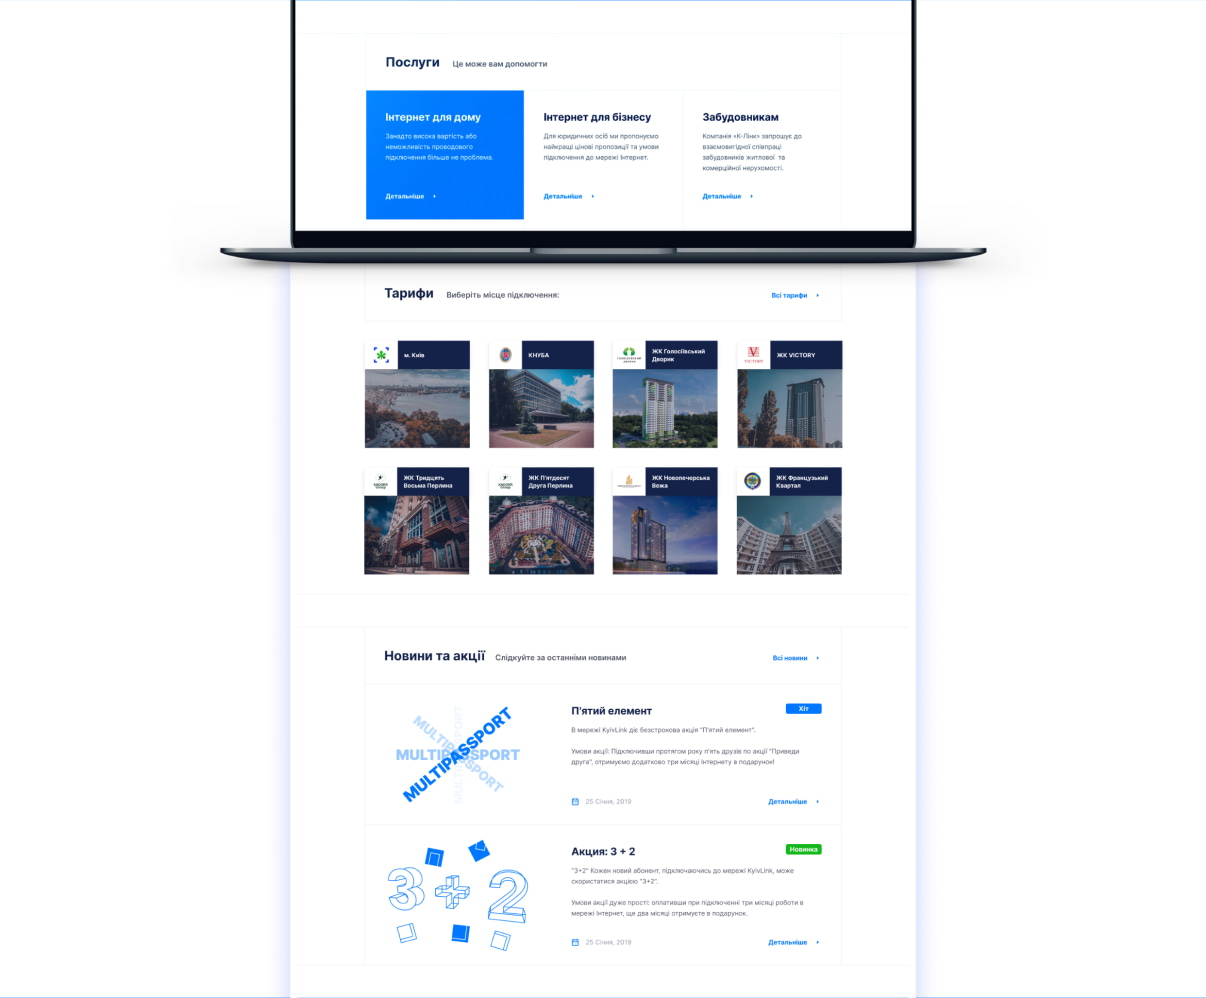 Послуги Це може вам допомогти
Інтернет для дому
Занадто висока вартість або
неможливість проводового
підключення більше не проблема.
Детальніше
Інтернет для бізнесу
Для юридичних осіб ми пропонуємо
найкращі цінові пропозиції та умови
підключення до мережі Інтернет.
Детальніше
Забудовникам
Компанія «К-Лінк» запрошує до
взаємовигідної співпраці
забудовників житлової та
комерційної нерухомості.
Детальніше
Тарифи Виберіть місце підключення:
Всі тарифи
м. Київ
КНУБА
ЖК Голосіївський
Дворик
VICTORY
ЖК VICTORY
ЖК Тридцять
Восьма Перлина
ЖК П'ятдесят
Друга Перлина
ЖК Новопечерська
Вежа
ЖК Французький
Квартал
Новини та акції Слідкуйте за останніми новинами
Всі новини
MULTIPASSPORT
MULTIPASSPORT
MULTIPASSPORT
MULTIPASSPORT
П'ятий елемент
Хіт
В мережі KyivLink діє безстрокова акція "П'ятий елемент".
Умови акції: Підключивши протягом року п'ять друзів по акції "Приведи
друга", отримуємо додатково три місяці Інтернету в подарунок!
25 Січня, 2019
Детальніше
3+2
Акция: 3 + 2
Новинка
"3+2" Кожен новий абонент, підключаючись до мережі KyivLink, може
скористатися акцією "3+2".
Умови акції дуже прості: оплативши при підключенні три місяці роботи в
мережі Інтернет, ще два місяці отримуєте в подарунок.
25 Січня, 2019
Детальніше